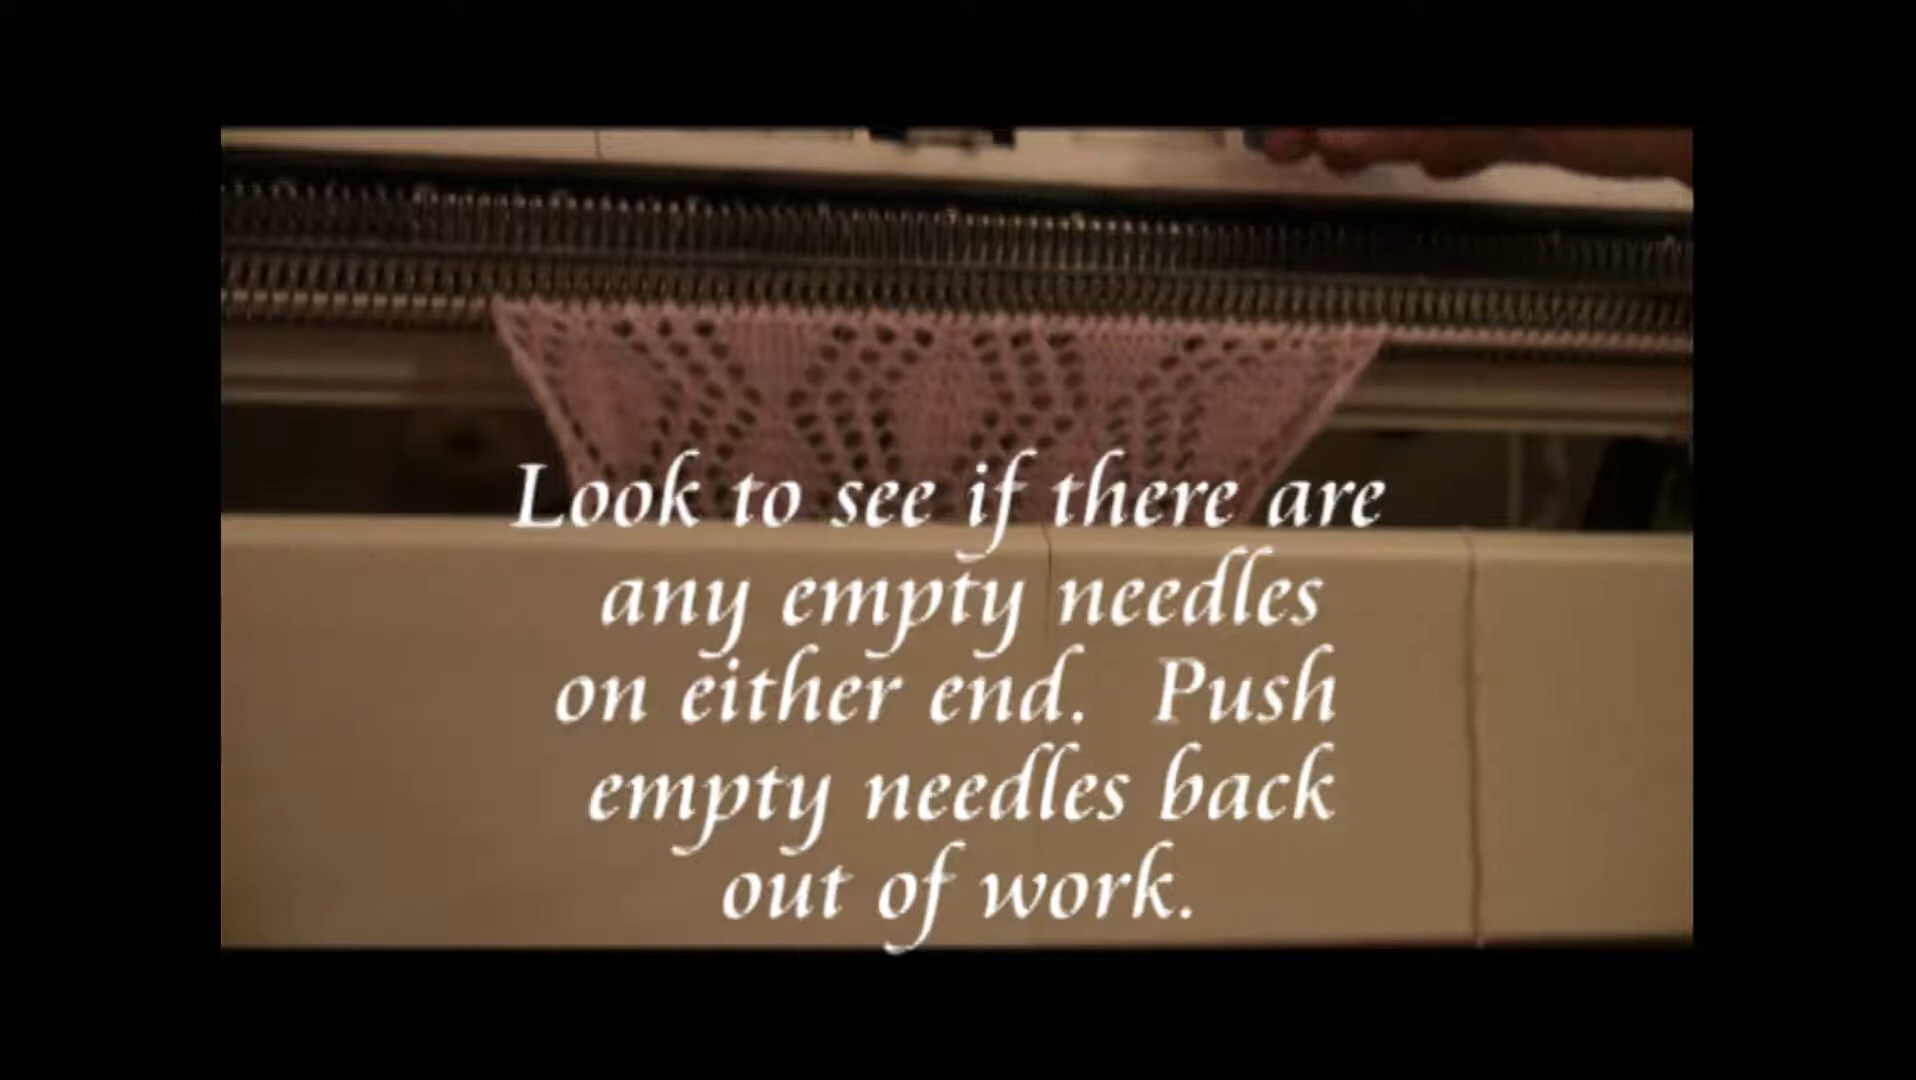 Look to see if there are
any empty needles
on either end.  Push
empty needles back
out of work.